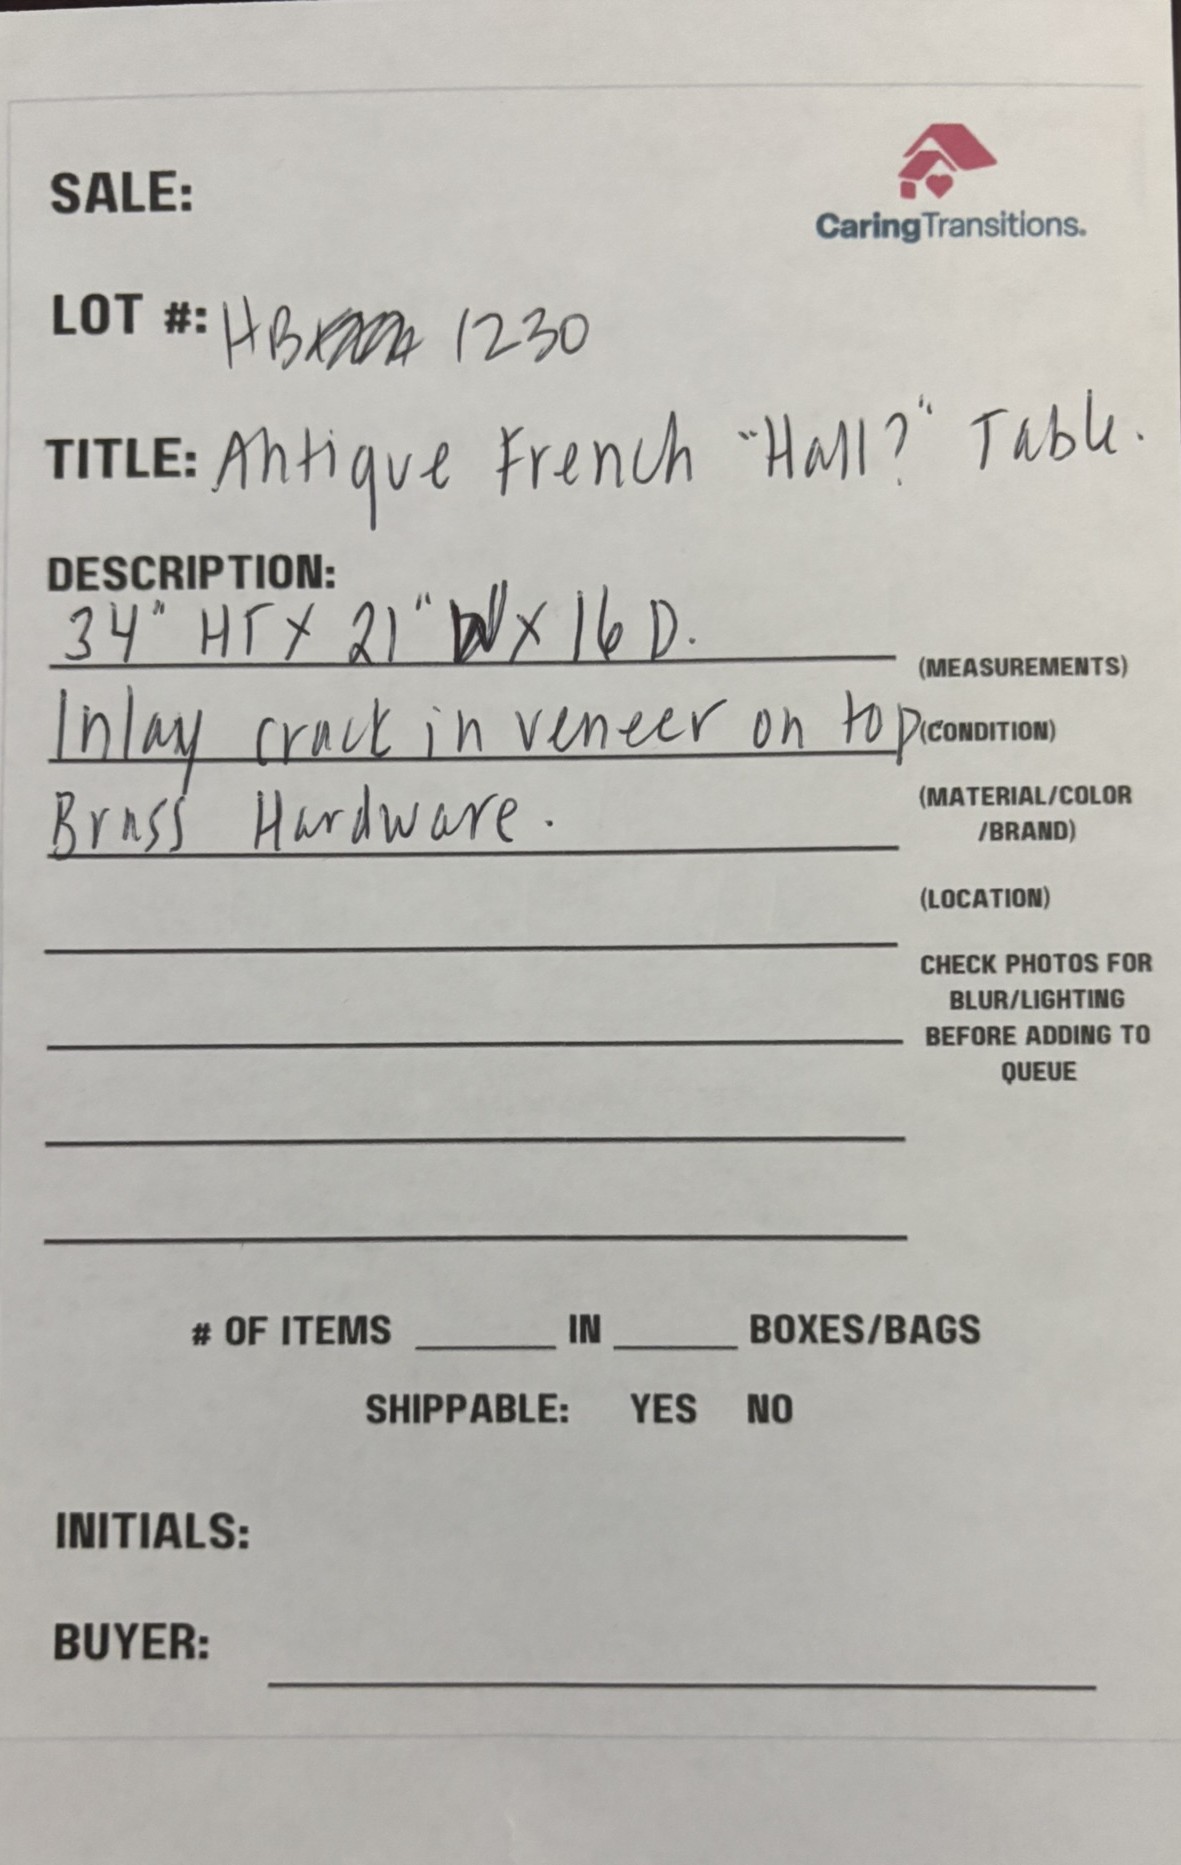 SALE:
CaringTransitions.
LOT #: HB 1230
TITLE: Antique French "Hall?" Table.
DESCRIPTION:
34" HT X 21" W X 16 D.
(MEASUREMENTS)
Inlay crack in veneer on top
(CONDITION)
Brass Hardware.
(MATERIAL/COLOR
/BRAND)
(LOCATION)
CHECK PHOTOS FOR
BLUR/LIGHTING
BEFORE ADDING TO
QUEUE
# OF ITEMS ______ IN ______ BOXES/BAGS
SHIPPABLE: YES NO
INITIALS:
BUYER: